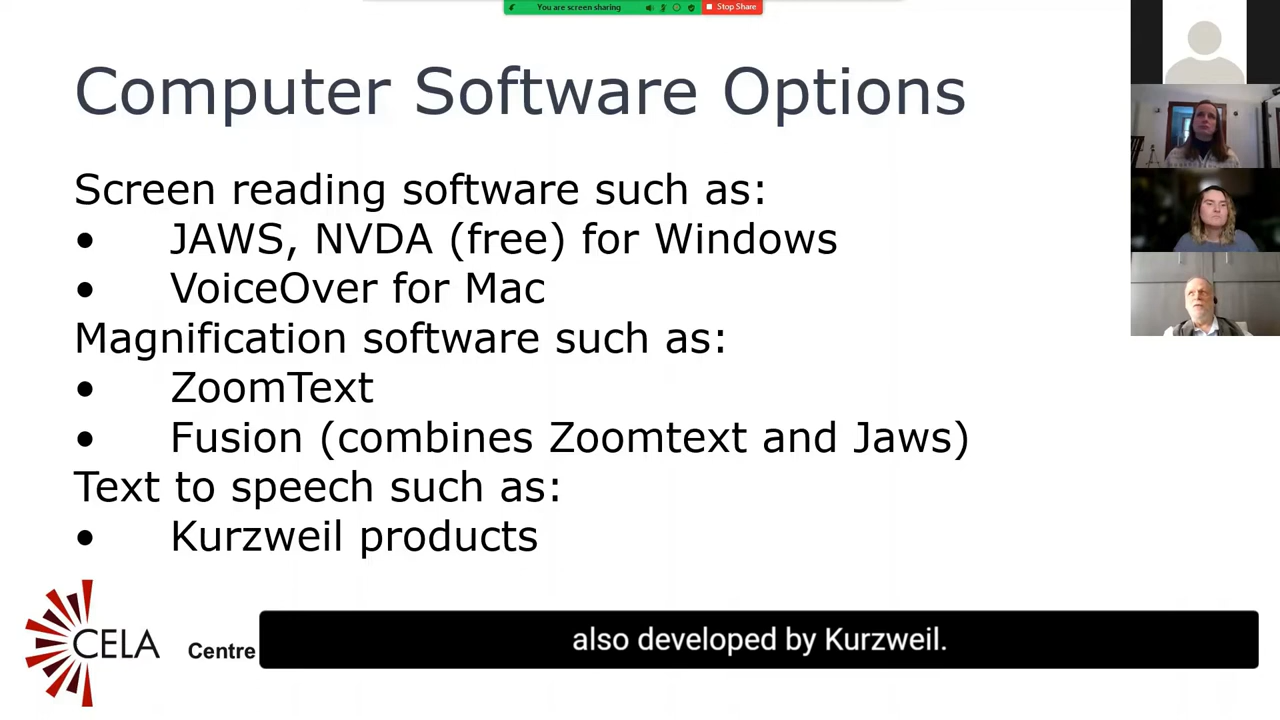 You are screen sharing
Stop Share
Computer Software Options
Screen reading software such as:
• JAWS, NVDA (free) for Windows
• VoiceOver for Mac
Magnification software such as:
• ZoomText
• Fusion (combines Zoomtext and Jaws)
Text to speech such as:
• Kurzweil products
CELA
Centre
also developed by Kurzweil.